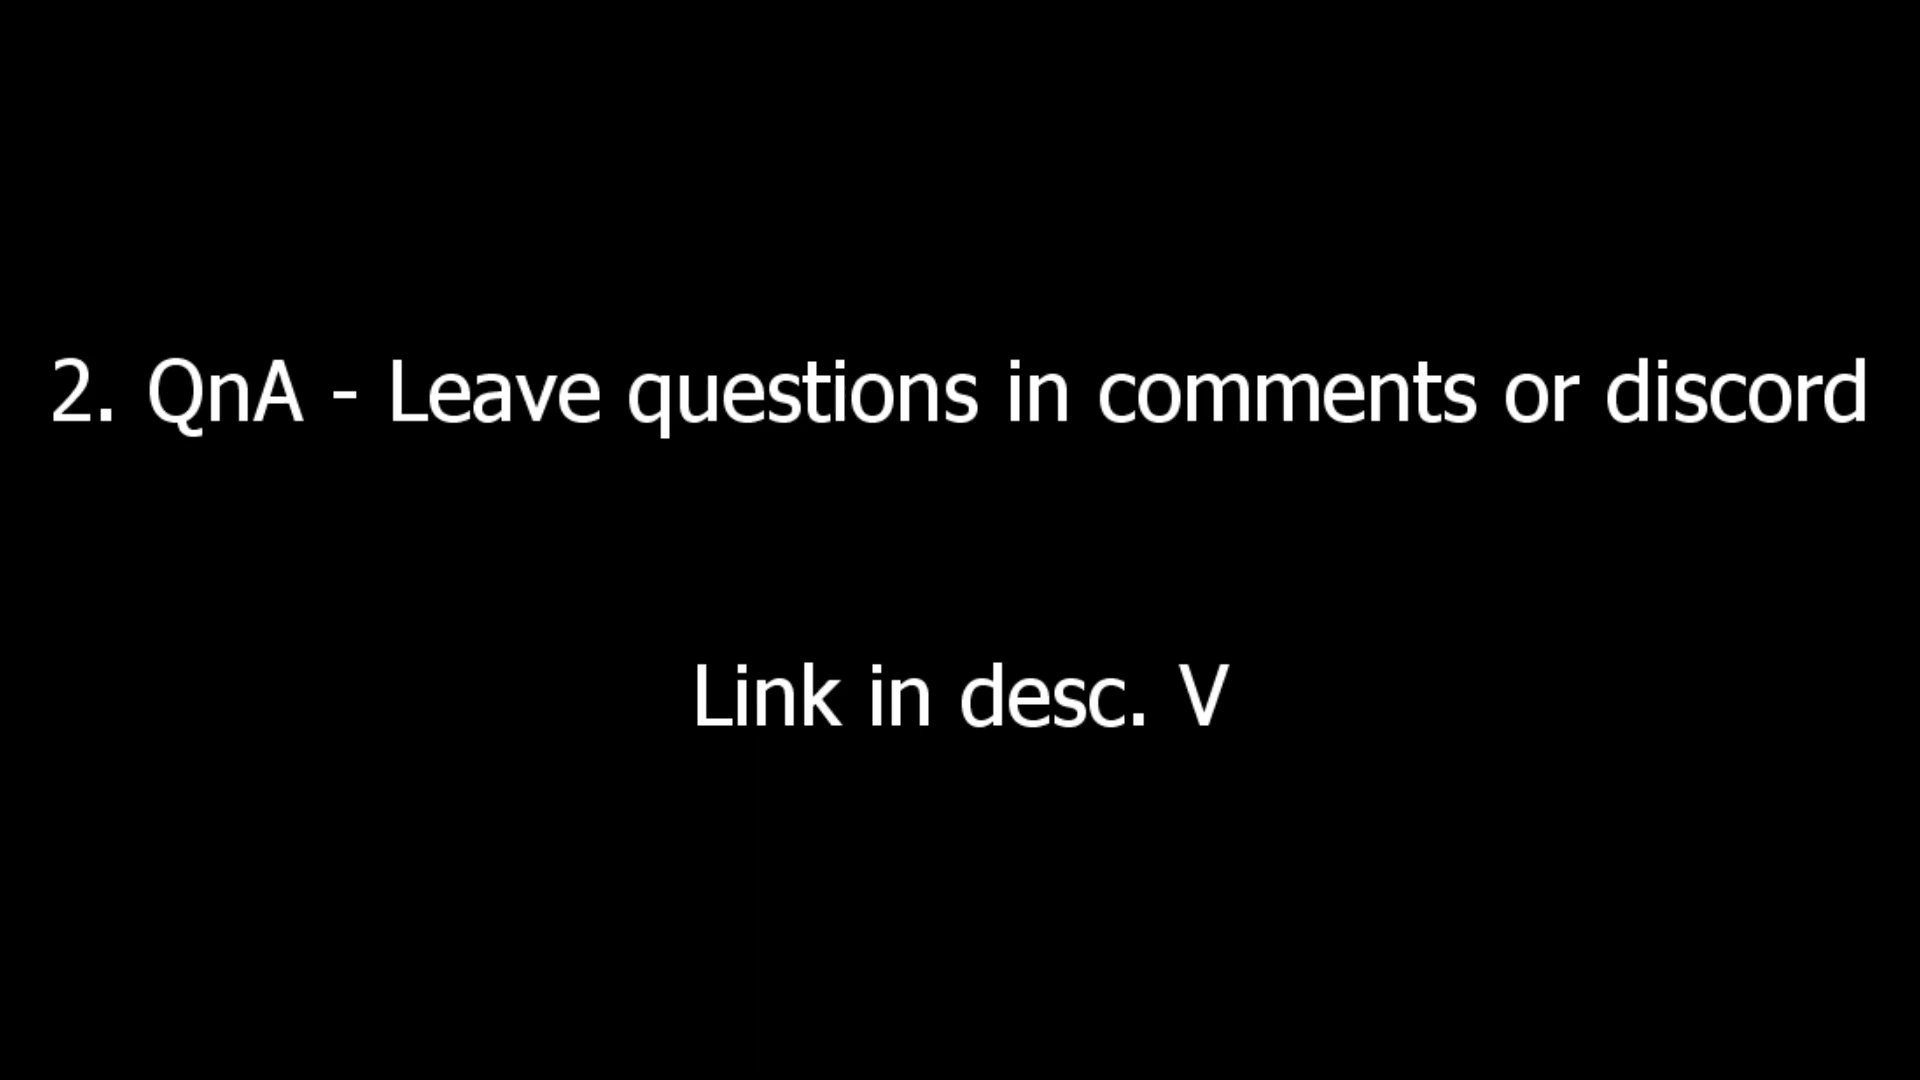 2. QnA - Leave questions in comments or discord
Link in desc. V